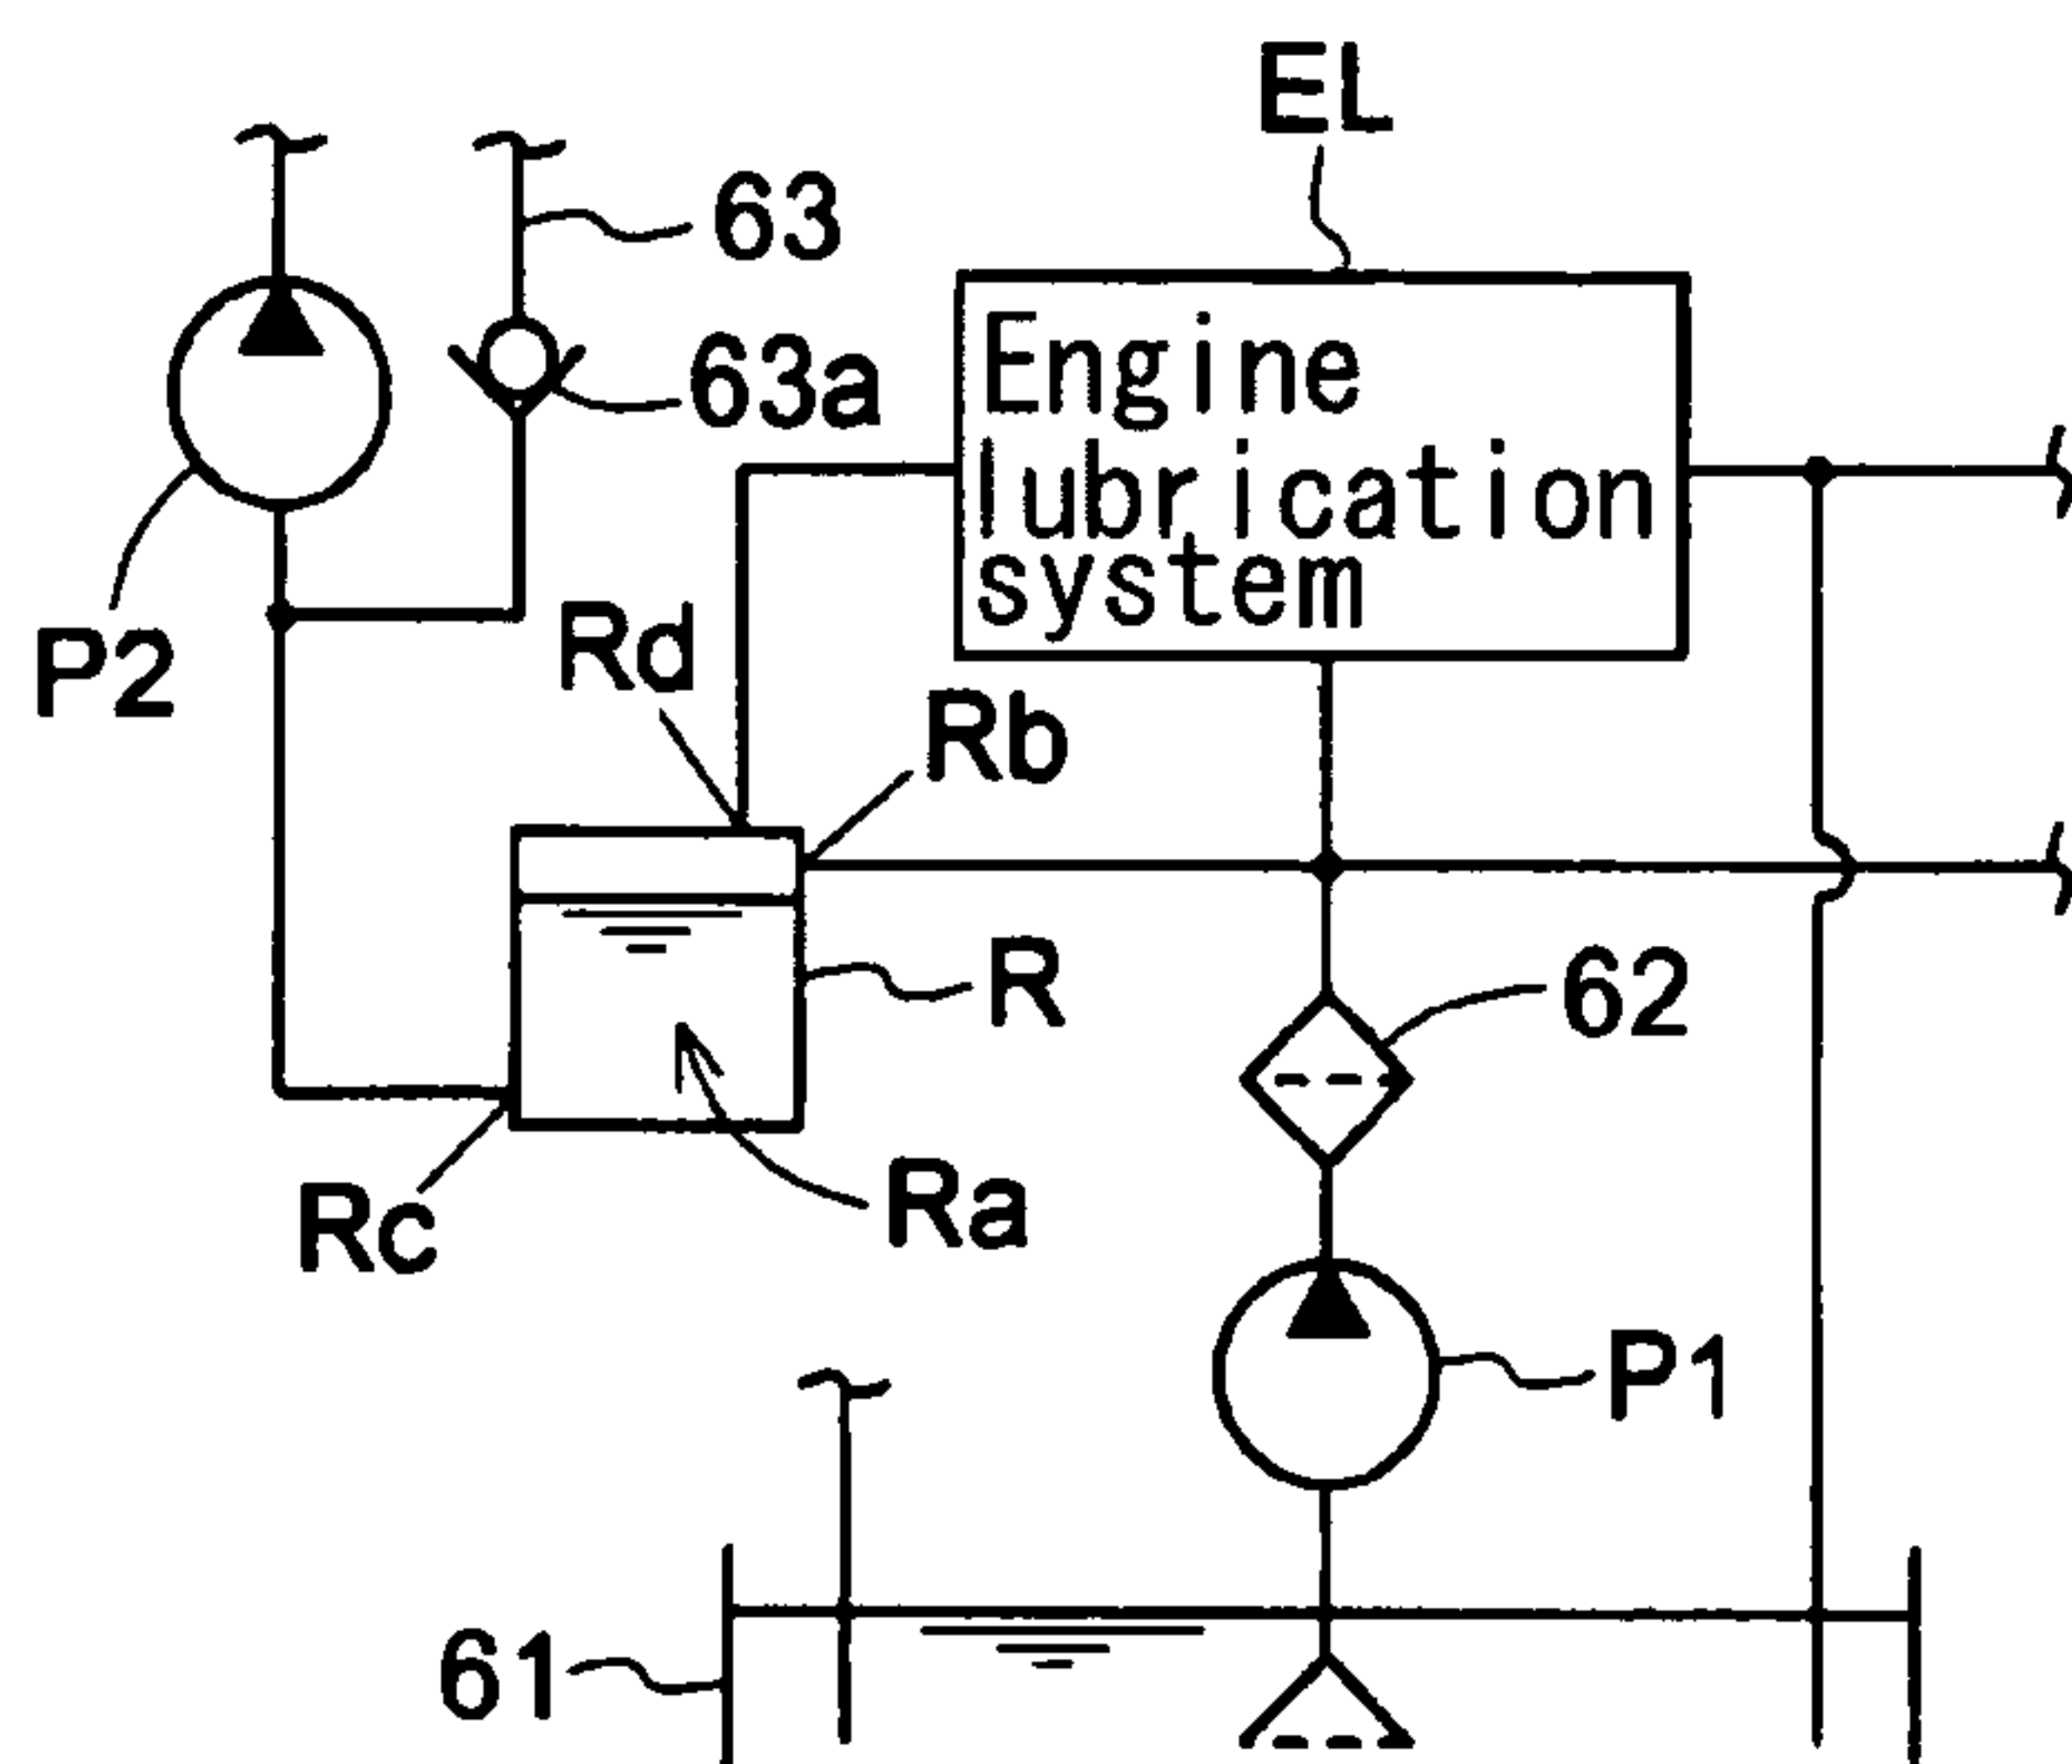 EL
63
63a
Engine
lubrication
system
P2
Rd
Rb
R
62
Ra
Rc
P1
61